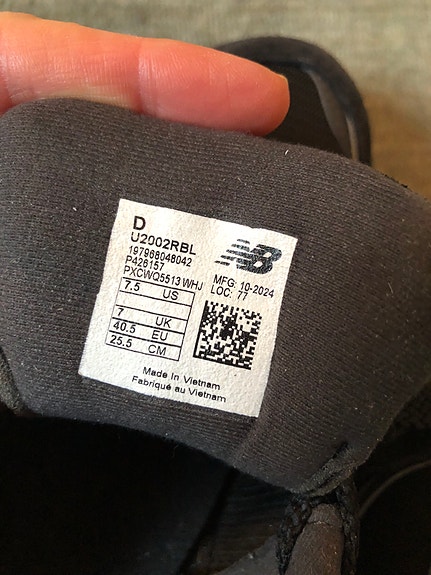 D
U2002RBL
197968048042
P426157
PXCWQ5513 WHJ
MFG: 10-2024
LOC: 77
7.5 US
7 UK
40.5 EU
25.5 CM
Made In Vietnam
Fabriqué au Vietnam